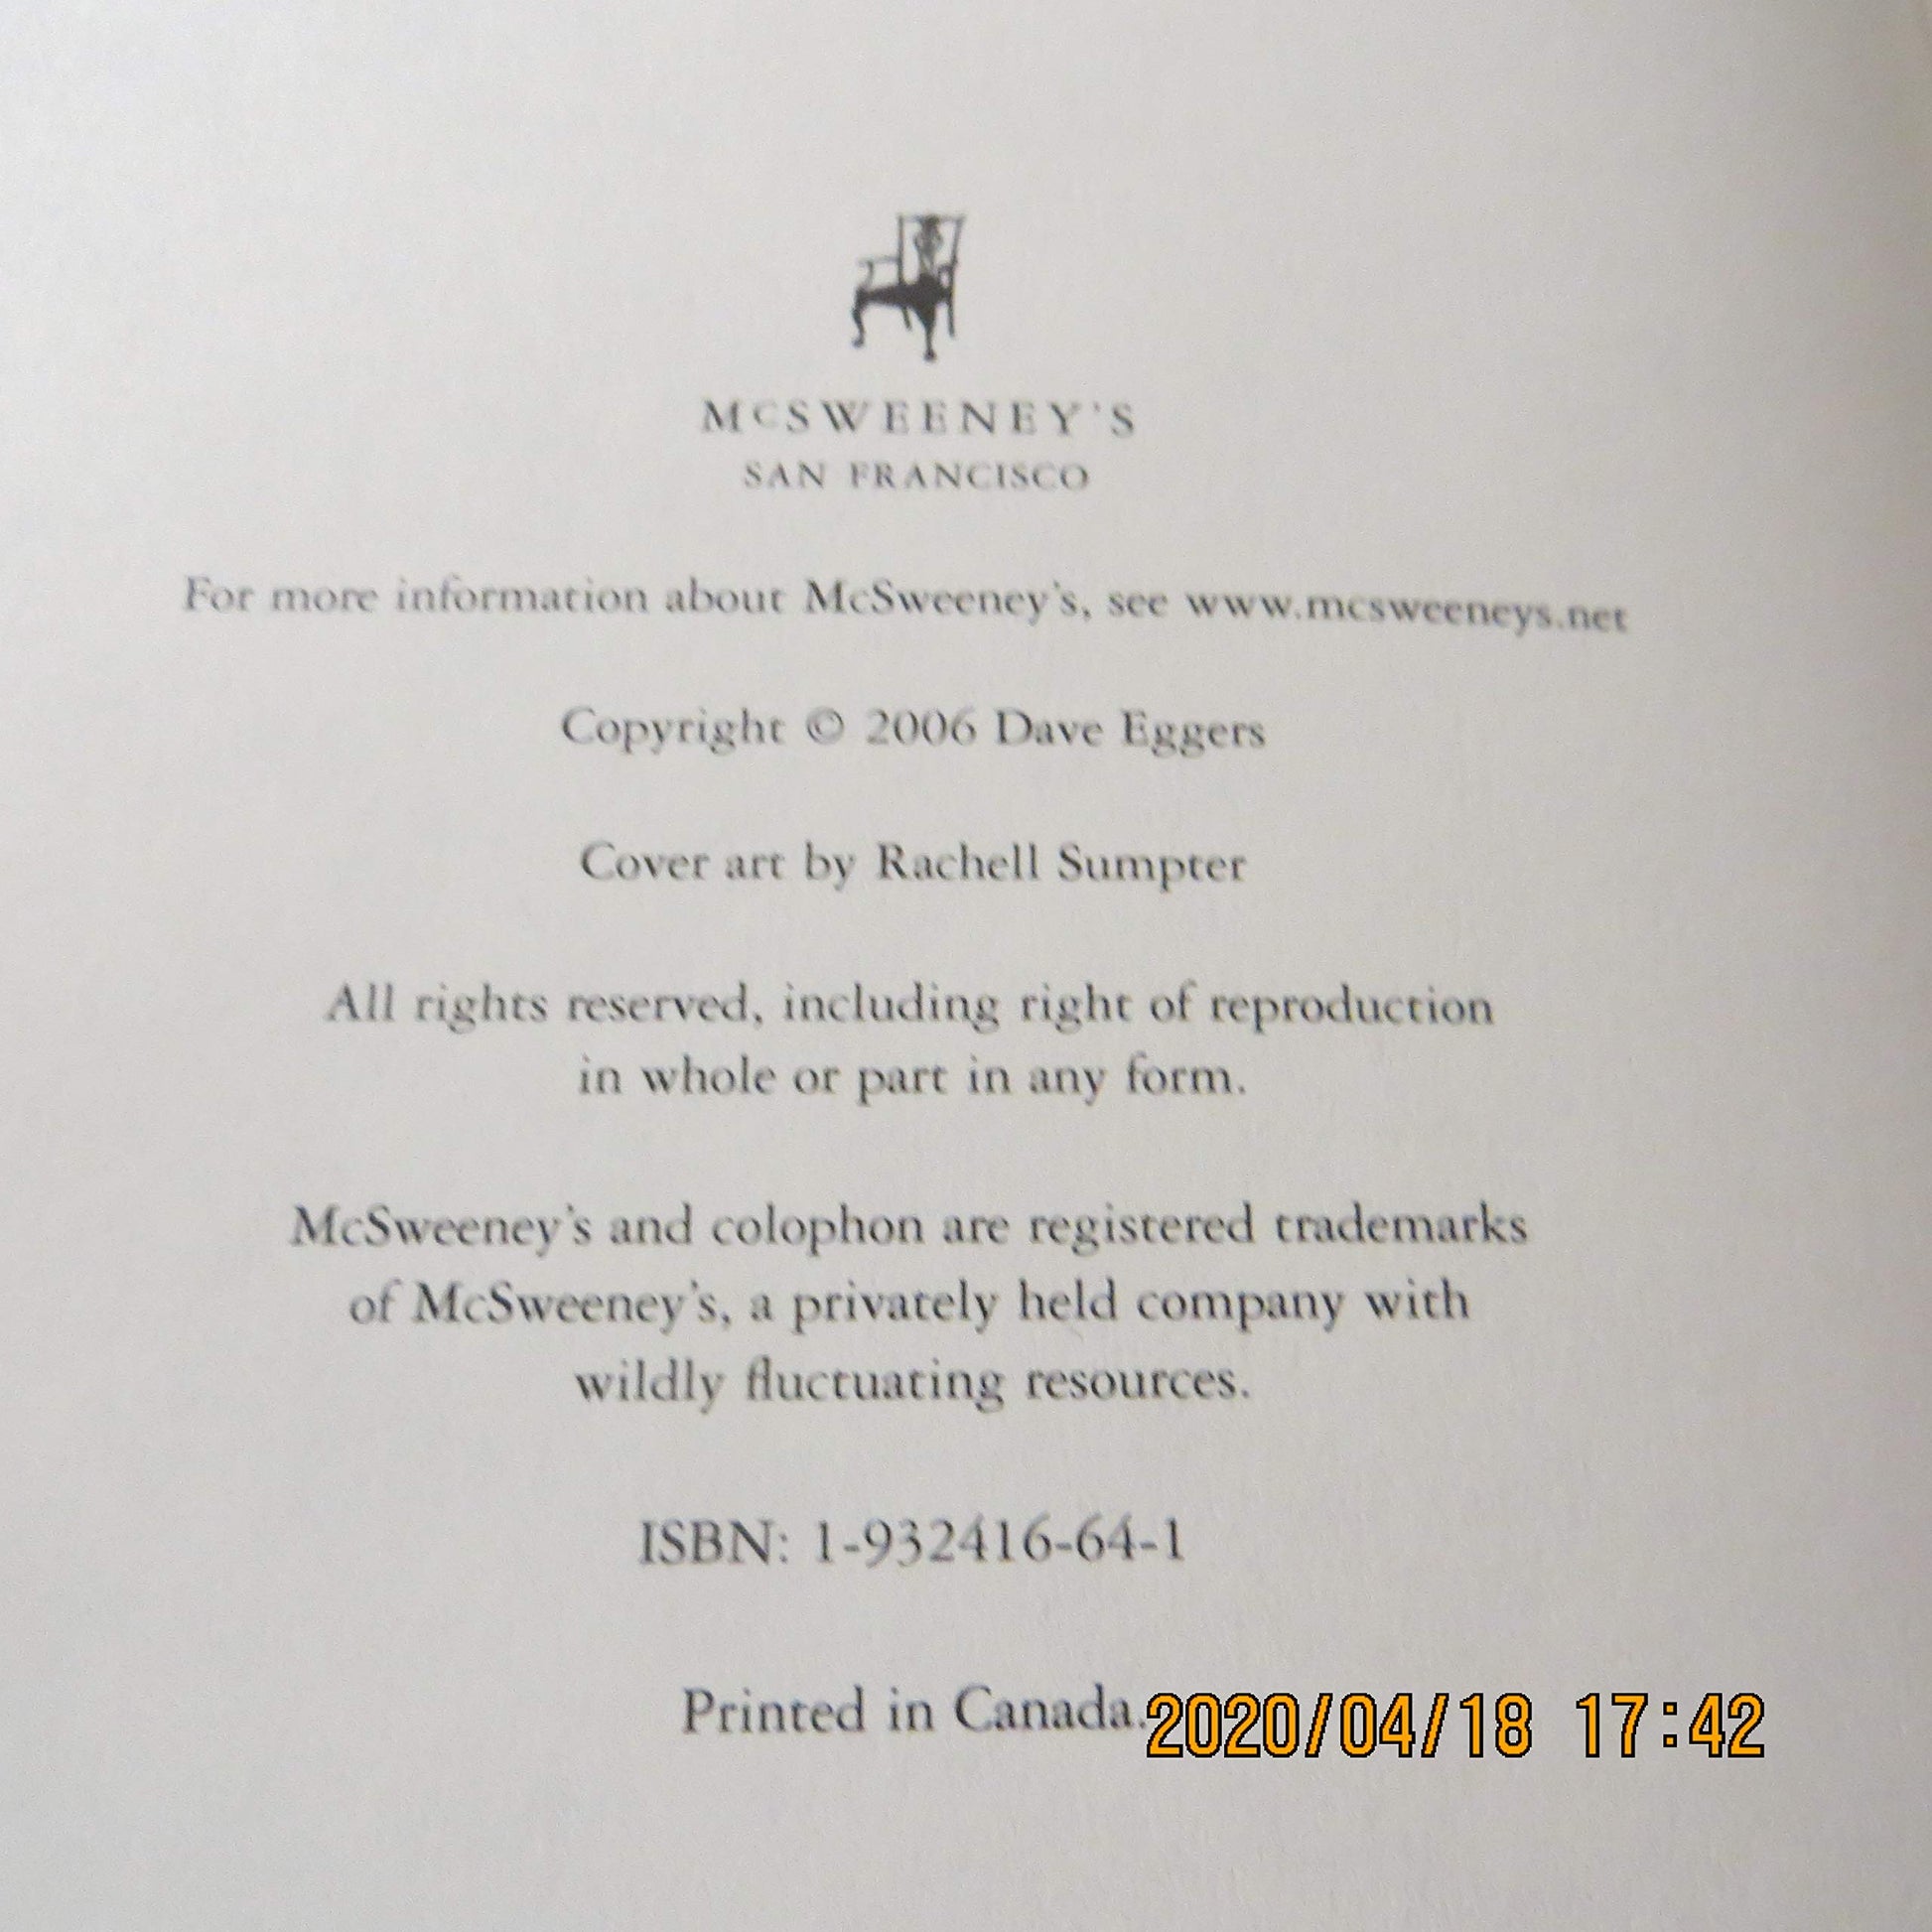 McSWEENEY'S
SAN FRANCISCO
For more information about McSweeney's, see www.mcsweeneys.net
Copyright © 2006 Dave Eggers
Cover art by Rachell Sumpter
All rights reserved, including right of reproduction
in whole or part in any form.
McSweeney's and colophon are registered trademarks
of McSweeney's, a privately held company with
wildly fluctuating resources.
ISBN: 1-932416-64-1
Printed in Canada.
2020/04/18 17:42